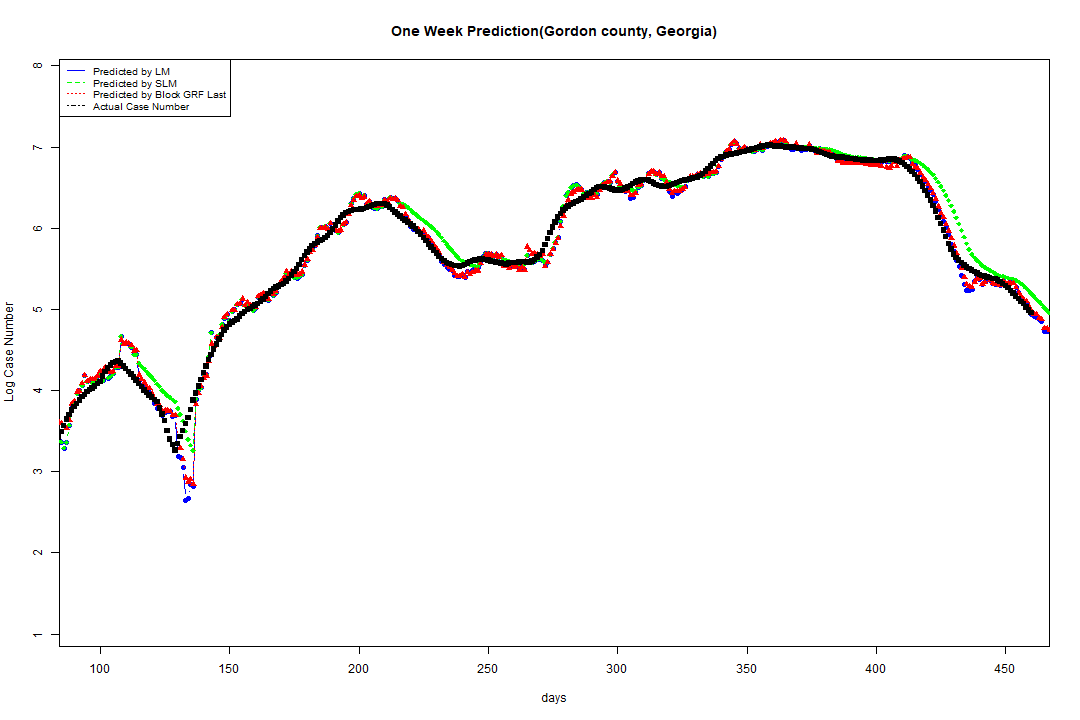 One Week Prediction(Gordon county, Georgia)
Predicted by LM
Predicted by SLM
Predicted by Block GRF Last
Actual Case Number
8
7
6
5
4
3
2
1
Log Case Number
100 150 200 250 300 350 400 450
days